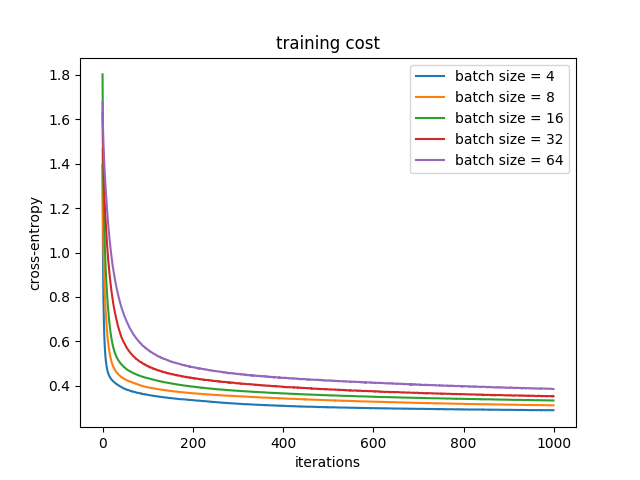 training cost
1.8
1.6
1.4
1.2
1.0
0.8
0.6
0.4
cross-entropy
batch size = 4
batch size = 8
batch size = 16
batch size = 32
batch size = 64
0 200 400 600 800 1000
iterations